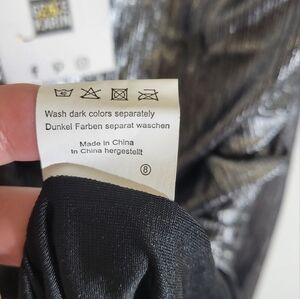 Wash dark colors separately
Dunkel Farben separat waschen
Made in China
In China hergestellt
8